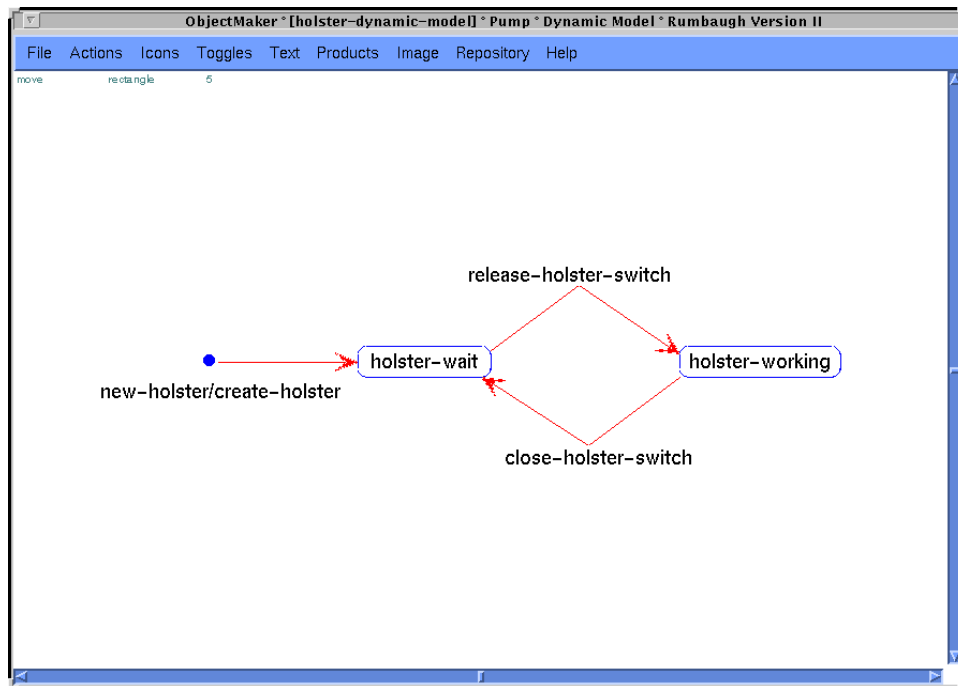 ObjectMaker * [holster-dynamic-model] * Pump * Dynamic Model * Rumbaugh Version II
File Actions Icons Toggles Text Products Image Repository Help
move rectangle 5
release-holster-switch
holster-wait holster-working
new-holster/create-holster
close-holster-switch